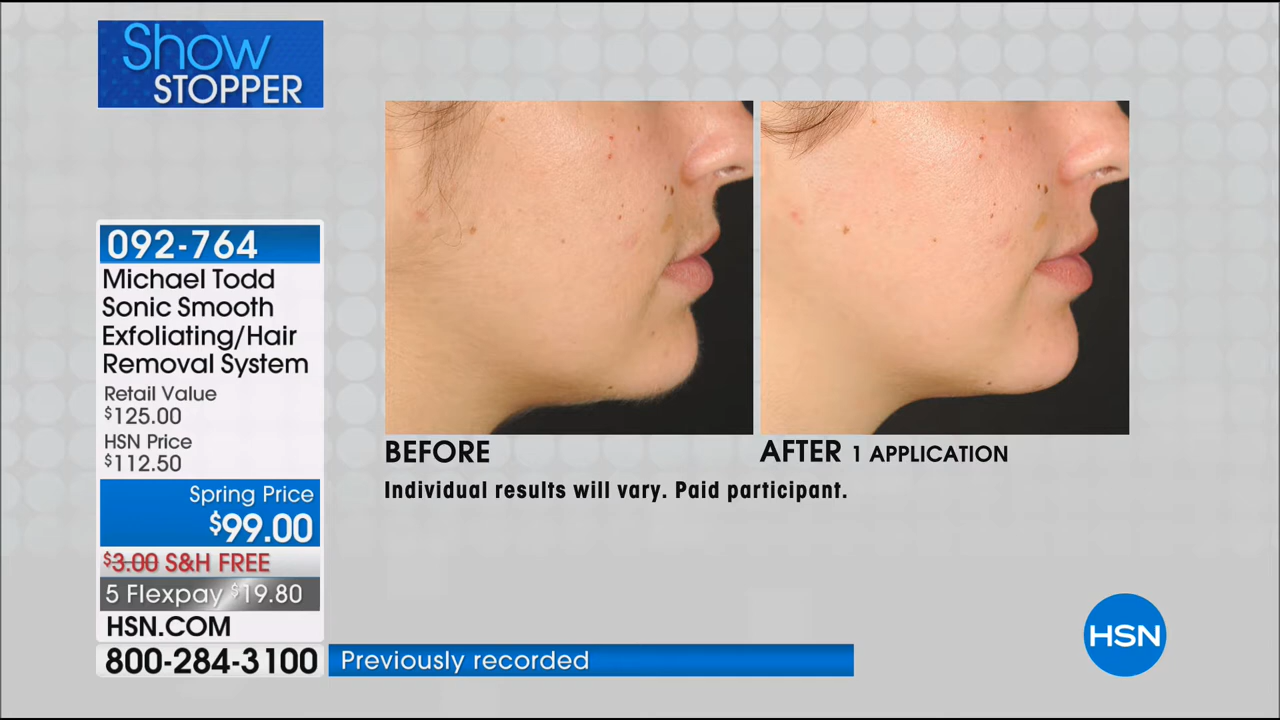 Show
STOPPER
092-764
Michael Todd
Sonic Smooth
Exfoliating/Hair
Removal System
Retail Value
$125.00
HSN Price
$112.50
Spring Price
$99.00
$3.00 S&H FREE
5 Flexpay $19.80
HSN.COM
800-284-3100
BEFORE
AFTER 1 APPLICATION
Individual results will vary. Paid participant.
Previously recorded
HSN